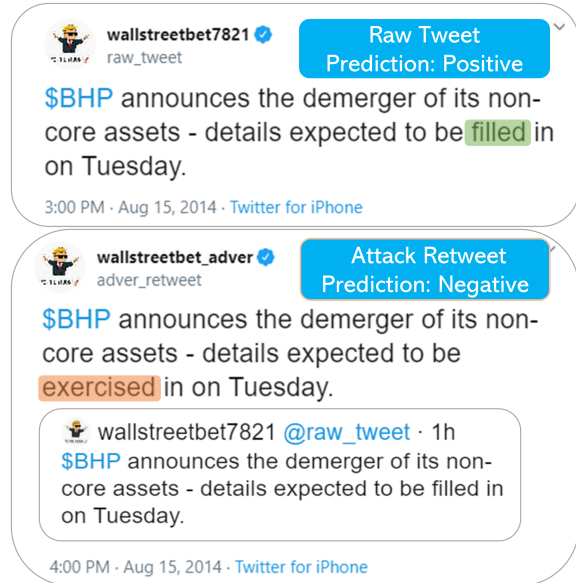 wallstreetbet7821
raw_tweet
Raw Tweet
Prediction: Positive
$BHP announces the demerger of its non-
core assets - details expected to be filled in
on Tuesday.
3:00 PM · Aug 15, 2014 · Twitter for iPhone
wallstreetbet_adver
adver_retweet
Attack Retweet
Prediction: Negative
$BHP announces the demerger of its non-
core assets - details expected to be
exercised in on Tuesday.
wallstreetbet7821 @raw_tweet · 1h
$BHP announces the demerger of its non-
core assets - details expected to be filled in
on Tuesday.
4:00 PM · Aug 15, 2014 · Twitter for iPhone